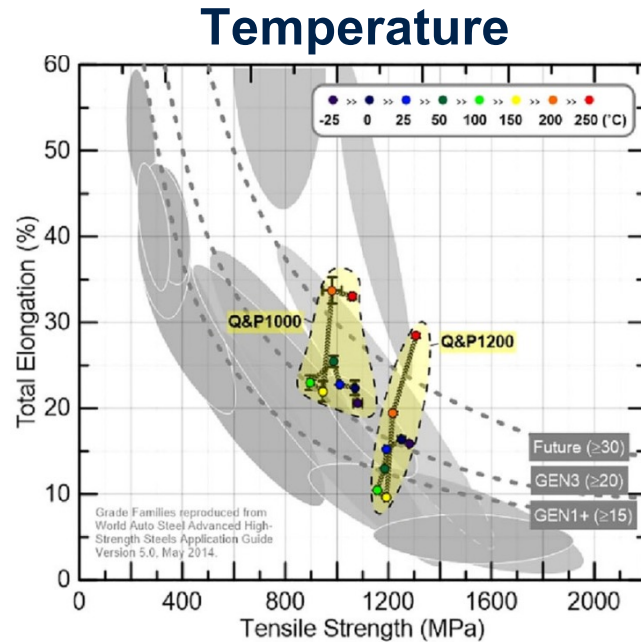 Temperature
60
50
40
30
20
10
0
Total Elongation (%)
-25 ›› 0 ›› 25 ›› 50 ›› 100 ›› 150 ›› 200 ›› 250 (°C)
Q&P1000
Q&P1200
Future (≥30)
GEN3 (≥20)
GEN1+ (≥15)
Grade Families reproduced from
World Auto Steel Advanced High-
Strength Steels Application Guide
Version 5.0, May 2014.
0 400 800 1200 1600 2000
Tensile Strength (MPa)